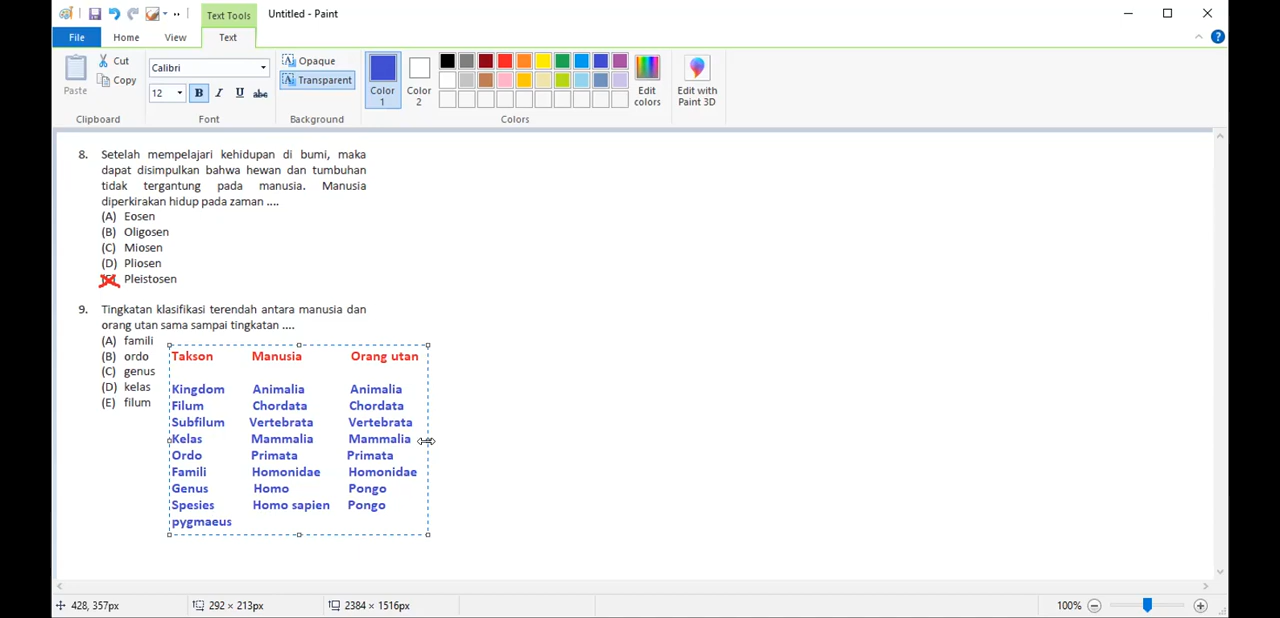 Text Tools
Untitled - Paint
File
Home
View
Text
Paste
Cut
Copy
Clipboard
Calibri
12
B I U abc
Font
Opaque
Transparent
Background
Color 1
Color 2
Edit colors
Colors
Edit with Paint 3D
8. Setelah mempelajari kehidupan di bumi, maka
dapat disimpulkan bahwa hewan dan tumbuhan
tidak tergantung pada manusia. Manusia
diperkirakan hidup pada zaman ....
(A) Eosen
(B) Oligosen
(C) Miosen
(D) Pliosen
Pleistosen
9. Tingkatan klasifikasi terendah antara manusia dan
orang utan sama sampai tingkatan ....
(A) famili
(B) ordo
(C) genus
(D) kelas
(E) filum
Takson Manusia Orang utan
Kingdom Animalia Animalia
Filum Chordata Chordata
Subfilum Vertebrata Vertebrata
Kelas Mammalia Mammalia
Ordo Primata Primata
Famili Homonidae Homonidae
Genus Homo Pongo
Spesies Homo sapien Pongo
pygmaeus
428, 357px
292 × 213px
2384 × 1516px
100%